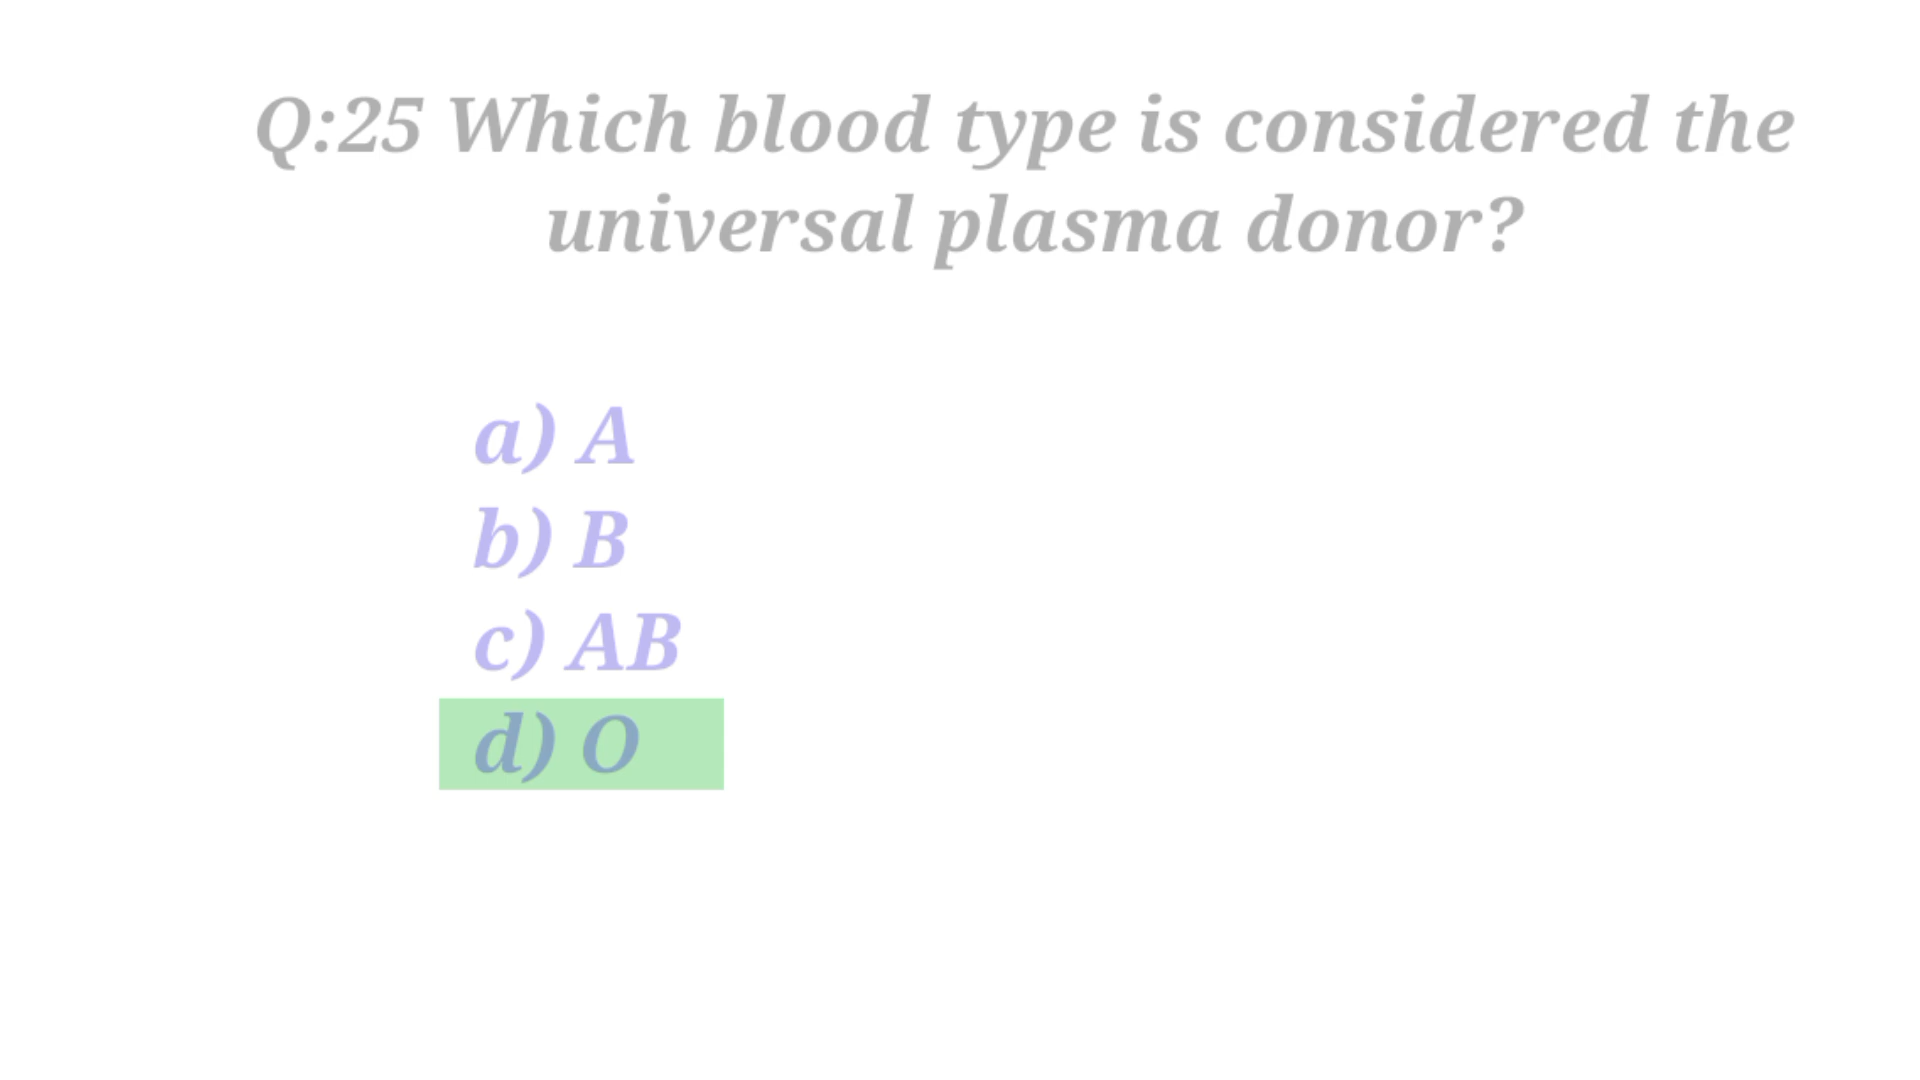 Q:25 Which blood type is considered the
universal plasma donor?
a) A
b) B
c) AB
d) O